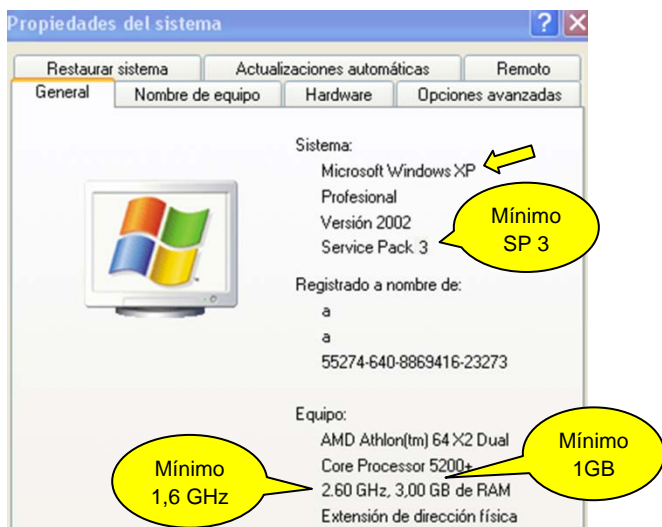 Propiedades del sistema
Restaurar sistema
Actualizaciones automáticas
Remoto
General
Nombre de equipo
Hardware
Opciones avanzadas
Sistema:
Microsoft Windows XP
Profesional
Versión 2002
Service Pack 3
Mínimo
SP 3
Registrado a nombre de:
a
a
55274-640-8869416-23273
Equipo:
AMD Athlon(tm) 64 X2 Dual
Core Processor 5200+
2.60 GHz, 3,00 GB de RAM
Extensión de dirección física
Mínimo
1,6 GHz
Mínimo
1GB